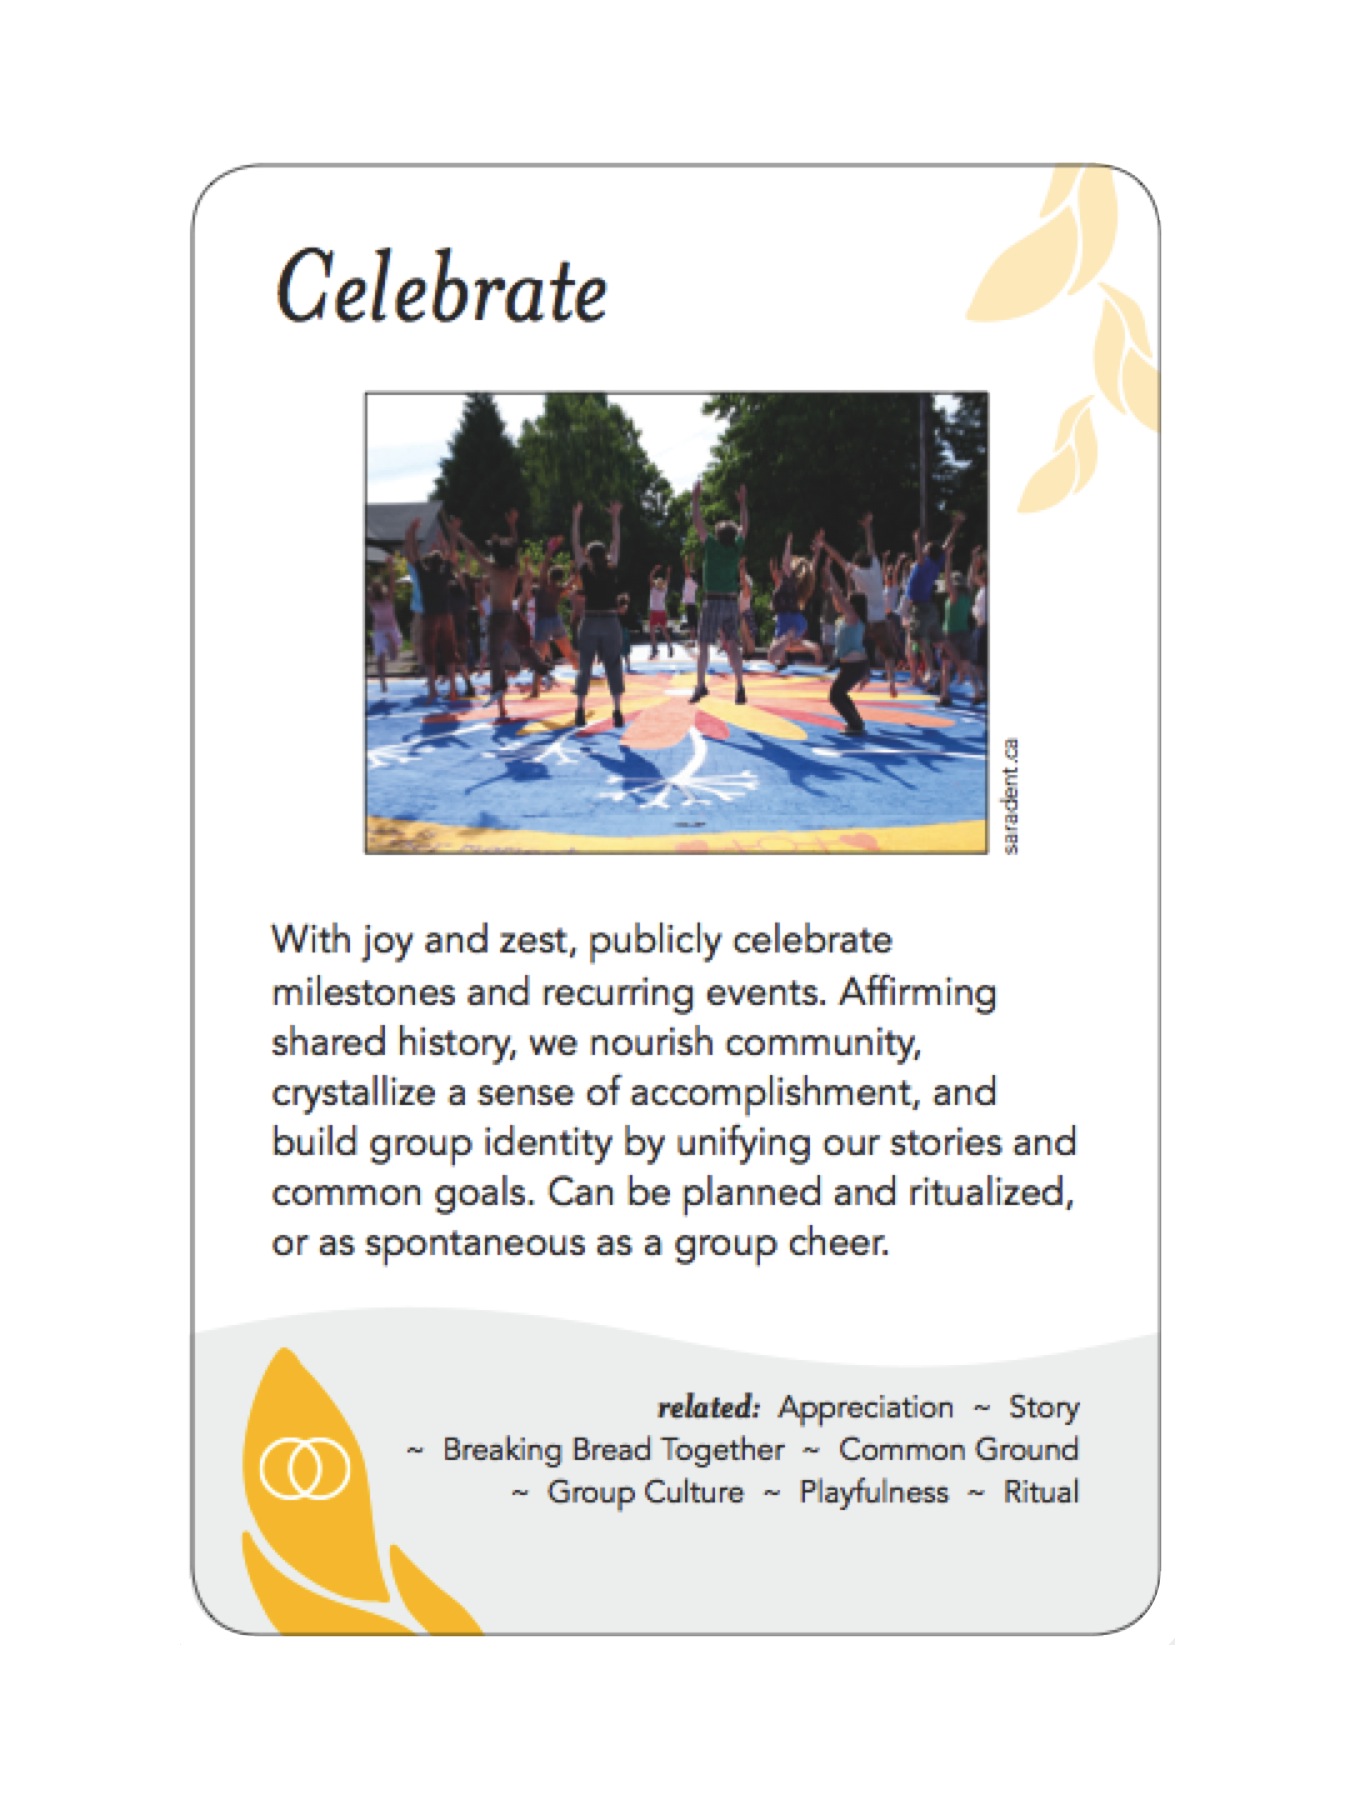 Celebrate
saradent.ca
With joy and zest, publicly celebrate
milestones and recurring events. Affirming
shared history, we nourish community,
crystallize a sense of accomplishment, and
build group identity by unifying our stories and
common goals. Can be planned and ritualized,
or as spontaneous as a group cheer.
related: Appreciation ~ Story
~ Breaking Bread Together ~ Common Ground
~ Group Culture ~ Playfulness ~ Ritual